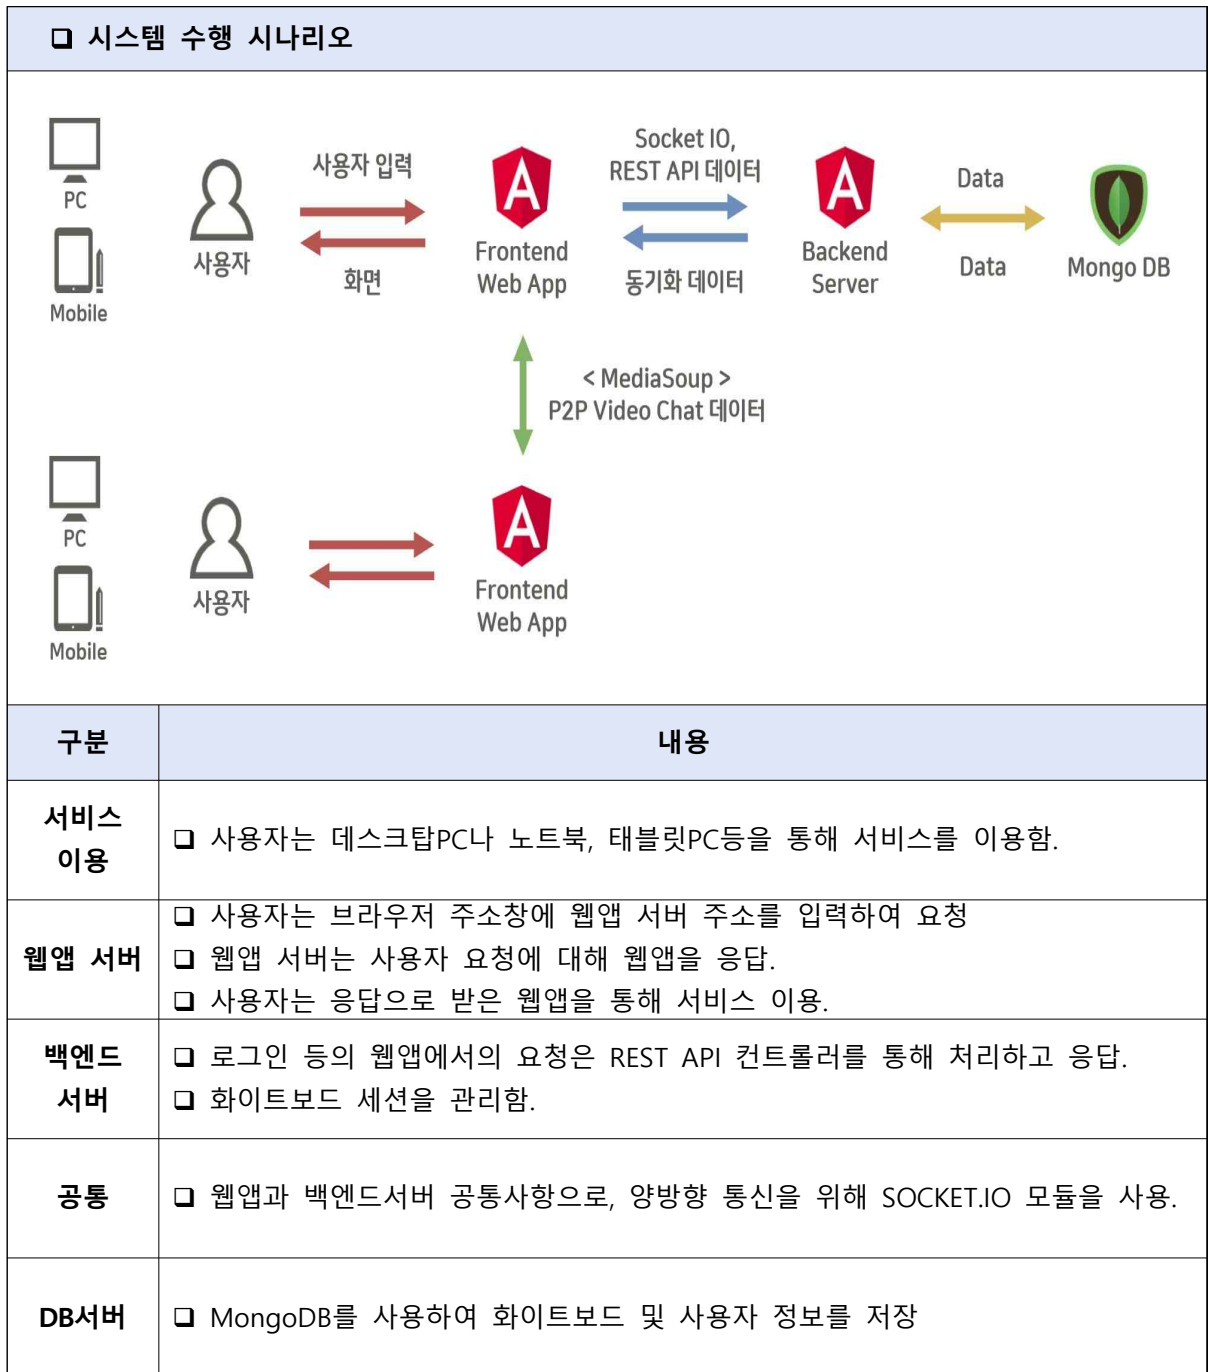 ❑ 시스템 수행 시나리오
PC
Mobile
사용자
사용자 입력
화면
Frontend
Web App
Socket IO,
REST API 데이터
동기화 데이터
Backend
Server
Data
Data
Mongo DB
< MediaSoup >
P2P Video Chat 데이터
PC
Mobile
사용자
Frontend
Web App
구분
내용
서비스
이용
❑ 사용자는 데스크탑PC나 노트북, 태블릿PC등을 통해 서비스를 이용함.
웹앱 서버
❑ 사용자는 브라우저 주소창에 웹앱 서버 주소를 입력하여 요청
❑ 웹앱 서버는 사용자 요청에 대해 웹앱을 응답.
❑ 사용자는 응답으로 받은 웹앱을 통해 서비스 이용.
백엔드
서버
❑ 로그인 등의 웹앱에서의 요청은 REST API 컨트롤러를 통해 처리하고 응답.
❑ 화이트보드 세션을 관리함.
공통
❑ 웹앱과 백엔드서버 공통사항으로, 양방향 통신을 위해 SOCKET.IO 모듈을 사용.
DB서버
❑ MongoDB를 사용하여 화이트보드 및 사용자 정보를 저장